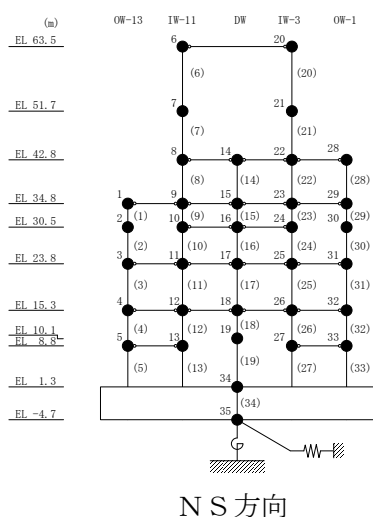 (m) OW-13 IW-11 DW IW-3 OW-1
EL 63.5
6 20
(6) (20)
EL 51.7
7 21
(7) (21)
EL 42.8
8 14 22 28
(8) (14) (22) (28)
EL 34.8
1 9 15 23 29
(1) (9) (15) (23) (29)
EL 30.5
2 10 16 24 30
(2) (10) (16) (24) (30)
EL 23.8
3 11 17 25 31
(3) (11) (17) (25) (31)
EL 15.3
4 12 18 26 32
(4) (12) (18) (26) (32)
EL 10.1
19
EL 8.8
5 13 27 33
(5) (13) (19) (27) (33)
EL 1.3
34
(34)
EL -4.7
35
NS方向